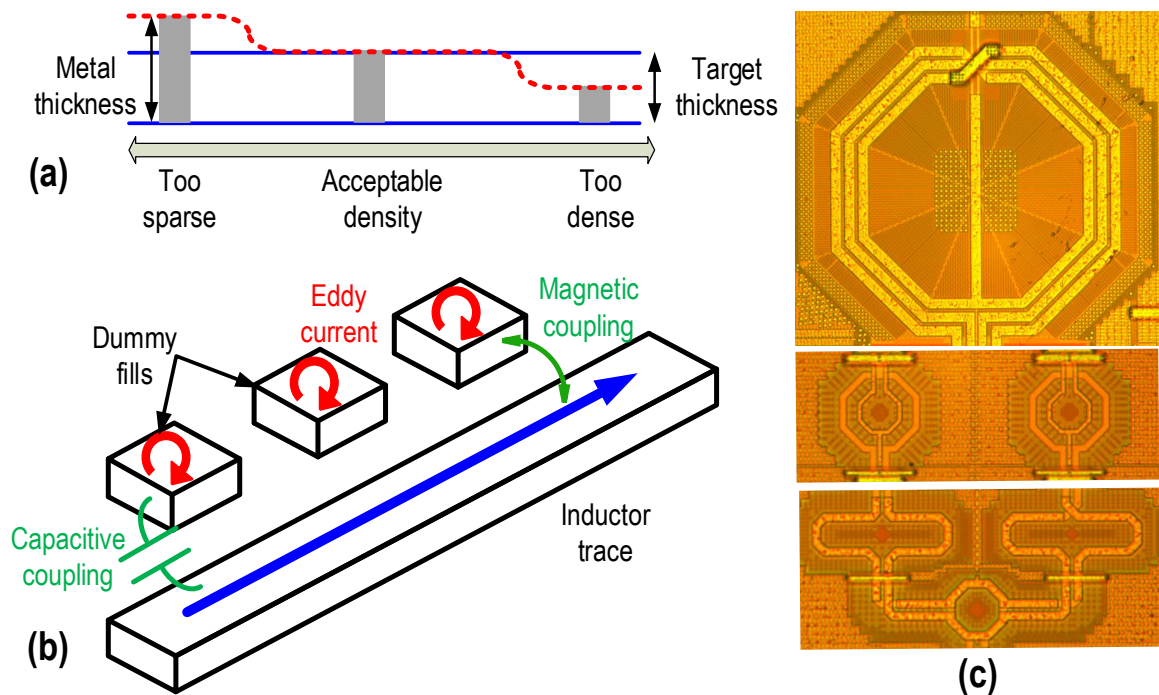 Metal
thickness
Target
thickness
(a)
Too
sparse
Acceptable
density
Too
dense
Dummy
fills
Eddy
current
Magnetic
coupling
Capacitive
coupling
Inductor
trace
(b)
(c)